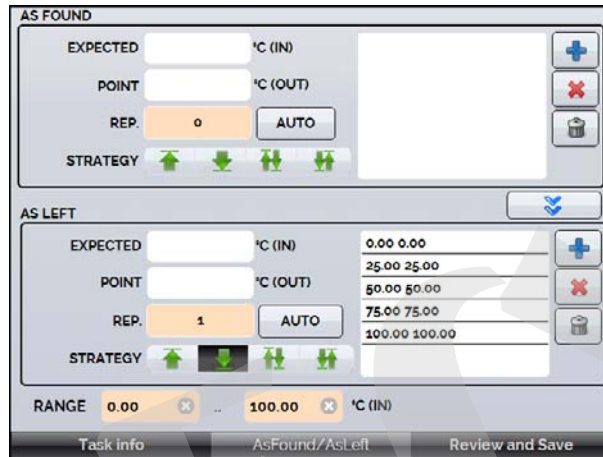 AS FOUND
EXPECTED °C (IN)
POINT °C (OUT)
REP. 0 AUTO
STRATEGY
AS LEFT
EXPECTED °C (IN)
POINT °C (OUT)
REP. 1 AUTO
STRATEGY
0.00 0.00
25.00 25.00
50.00 50.00
75.00 75.00
100.00 100.00
RANGE 0.00 .. 100.00 °C (IN)
Task info AsFound/AsLeft Review and Save